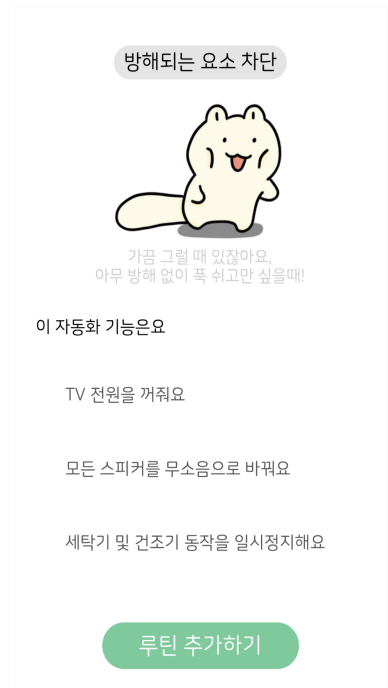 방해되는 요소 차단
가끔 그럴 때 있잖아요,
아무 방해 없이 푹 쉬고만 싶을때!
이 자동화 기능은요
TV 전원을 꺼줘요
모든 스피커를 무소음으로 바꿔요
세탁기 및 건조기 동작을 일시정지해요
루틴 추가하기